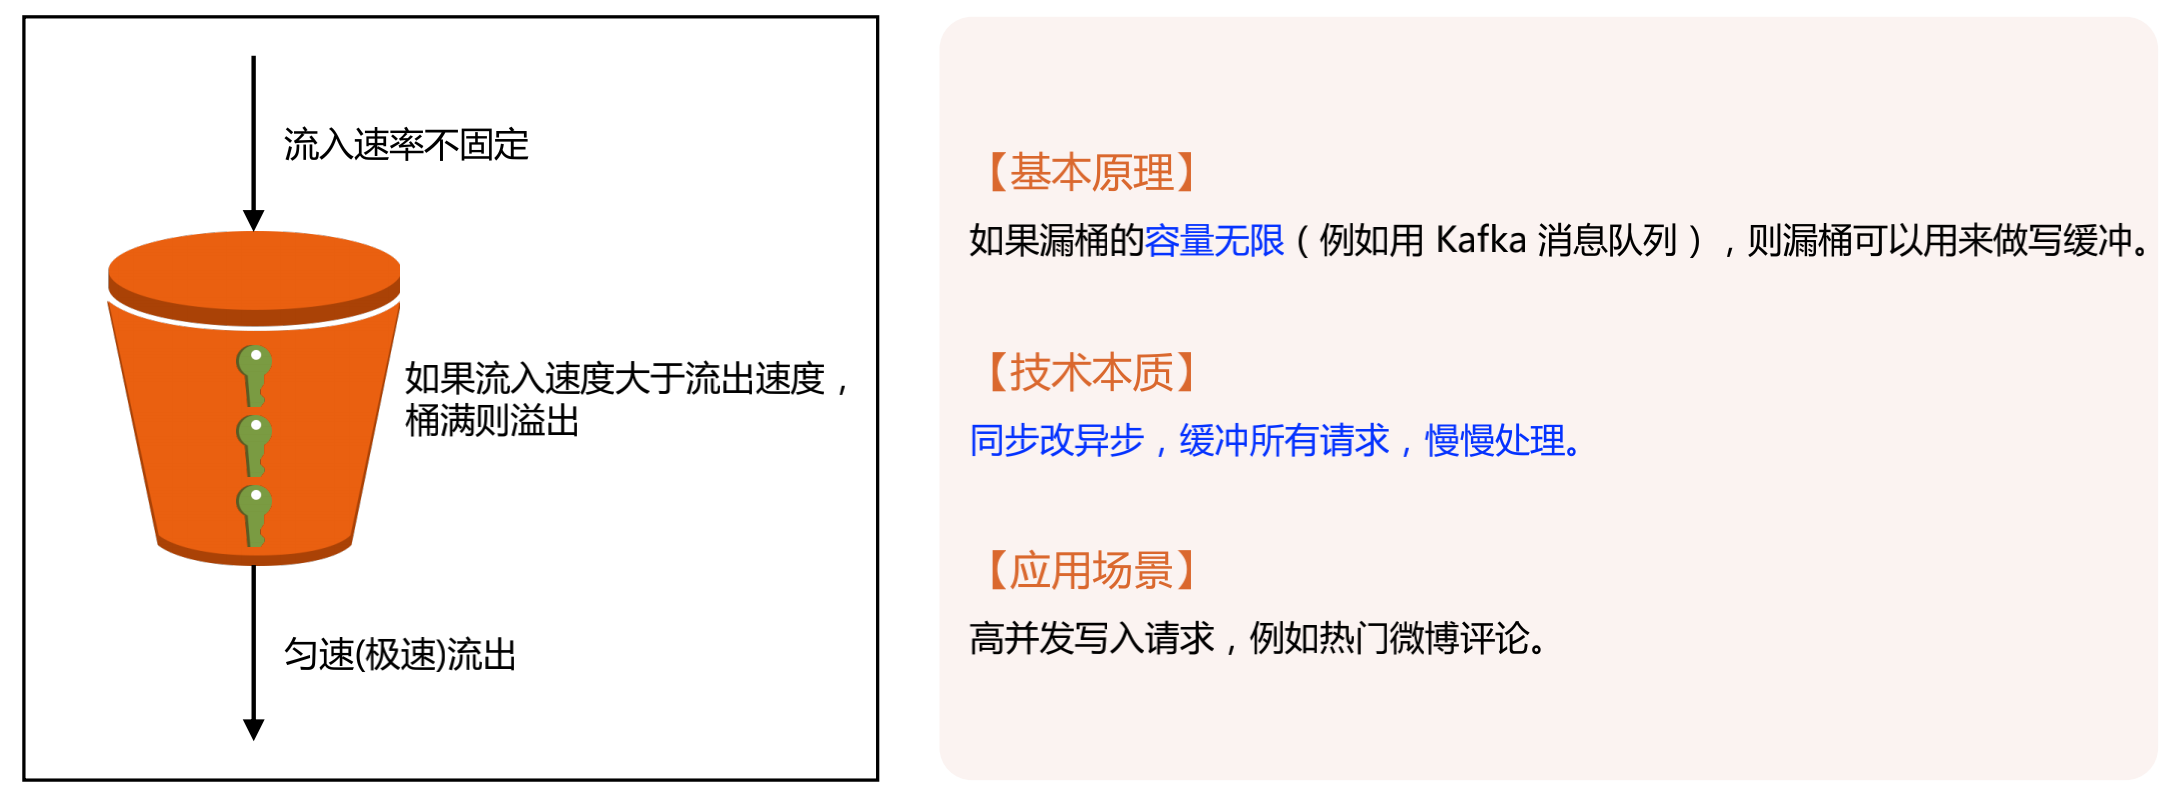 流入速率不固定
如果流入速度大于流出速度，
桶满则溢出
匀速(极速)流出
【基本原理】
如果漏桶的容量无限（例如用 Kafka 消息队列），则漏桶可以用来做写缓冲。
【技术本质】
同步改异步，缓冲所有请求，慢慢处理。
【应用场景】
高并发写入请求，例如热门微博评论。